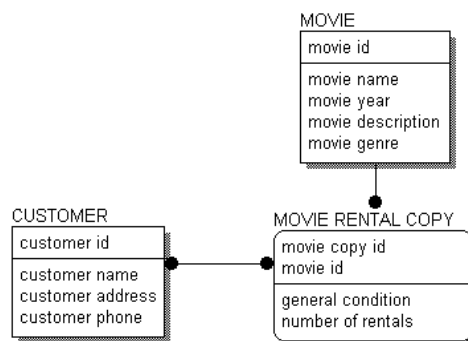 MOVIE
movie id
movie name
movie year
movie description
movie genre
CUSTOMER
customer id
customer name
customer address
customer phone
MOVIE RENTAL COPY
movie copy id
movie id
general condition
number of rentals